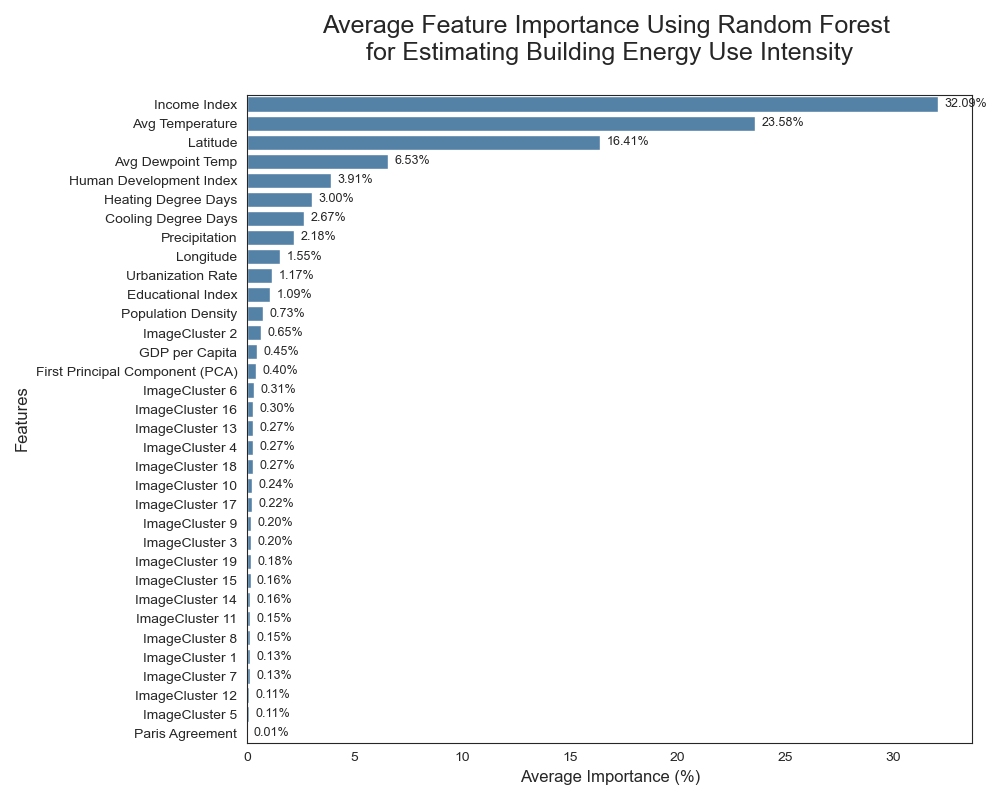 Average Feature Importance Using Random Forest
for Estimating Building Energy Use Intensity
Features
Income Index 32.09%
Avg Temperature 23.58%
Latitude 16.41%
Avg Dewpoint Temp 6.53%
Human Development Index 3.91%
Heating Degree Days 3.00%
Cooling Degree Days 2.67%
Precipitation 2.18%
Longitude 1.55%
Urbanization Rate 1.17%
Educational Index 1.09%
Population Density 0.73%
ImageCluster 2 0.65%
GDP per Capita 0.45%
First Principal Component (PCA) 0.40%
ImageCluster 6 0.31%
ImageCluster 16 0.30%
ImageCluster 13 0.27%
ImageCluster 4 0.27%
ImageCluster 18 0.27%
ImageCluster 10 0.24%
ImageCluster 17 0.22%
ImageCluster 9 0.20%
ImageCluster 3 0.20%
ImageCluster 19 0.18%
ImageCluster 15 0.16%
ImageCluster 14 0.16%
ImageCluster 11 0.15%
ImageCluster 8 0.15%
ImageCluster 1 0.13%
ImageCluster 7 0.13%
ImageCluster 12 0.11%
ImageCluster 5 0.11%
Paris Agreement 0.01%
0 5 10 15 20 25 30
Average Importance (%)